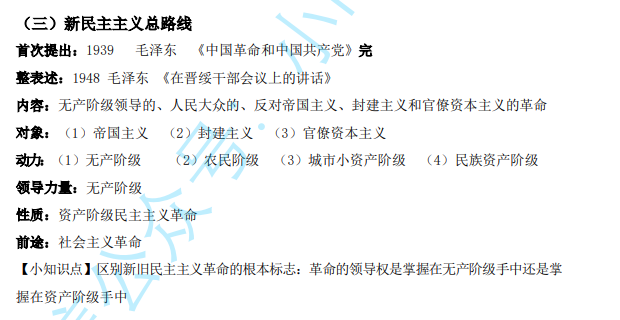 （三）新民主主义总路线
首次提出：1939 毛泽东 《中国革命和中国共产党》完
整表述：1948 毛泽东 《在晋绥干部会议上的讲话》
内容：无产阶级领导的、人民大众的、反对帝国主义、封建主义和官僚资本主义的革命
对象：（1）帝国主义 （2）封建主义 （3）官僚资本主义
动力：（1）无产阶级 （2）农民阶级 （3）城市小资产阶级 （4）民族资产阶级
领导力量：无产阶级
性质：资产阶级民主主义革命
前途：社会主义革命
【小知识点】区别新旧民主主义革命的根本标志：革命的领导权是掌握在无产阶级手中还是掌
握在资产阶级手中
公众号：小